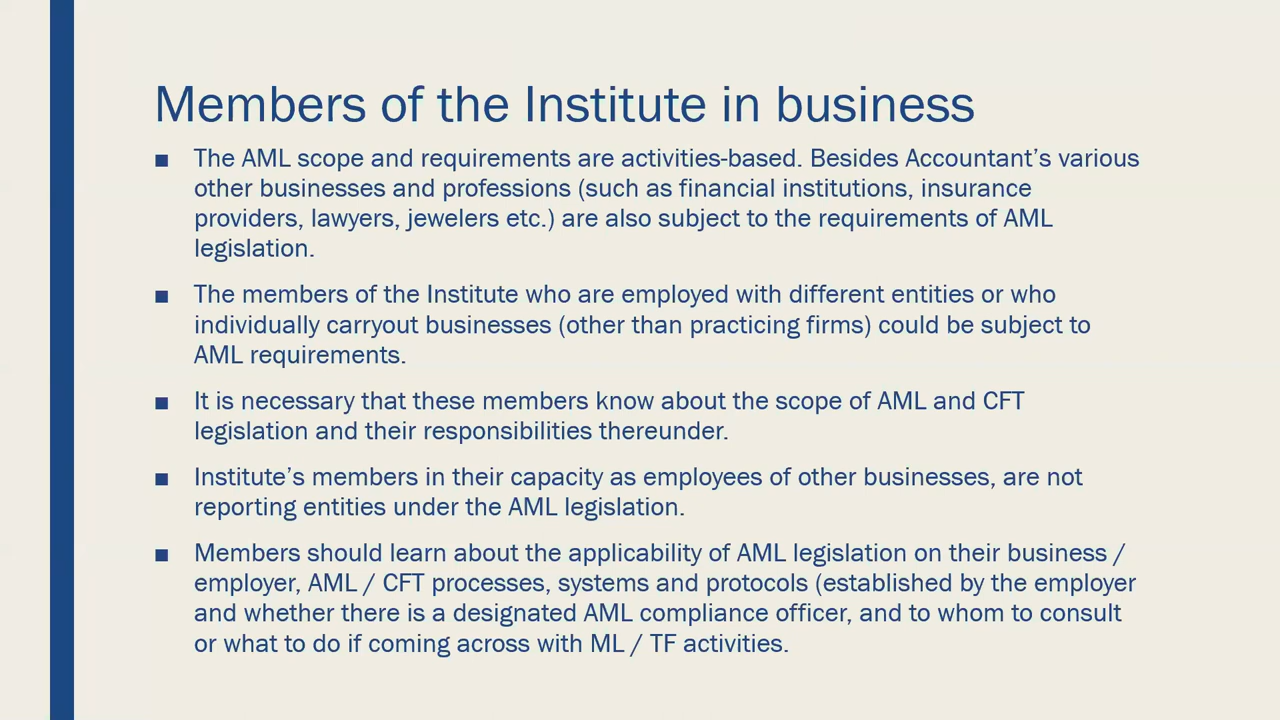 Members of the Institute in business
■ The AML scope and requirements are activities-based. Besides Accountant’s various
other businesses and professions (such as financial institutions, insurance
providers, lawyers, jewelers etc.) are also subject to the requirements of AML
legislation.
■ The members of the Institute who are employed with different entities or who
individually carryout businesses (other than practicing firms) could be subject to
AML requirements.
■ It is necessary that these members know about the scope of AML and CFT
legislation and their responsibilities thereunder.
■ Institute’s members in their capacity as employees of other businesses, are not
reporting entities under the AML legislation.
■ Members should learn about the applicability of AML legislation on their business /
employer, AML / CFT processes, systems and protocols (established by the employer
and whether there is a designated AML compliance officer, and to whom to consult
or what to do if coming across with ML / TF activities.